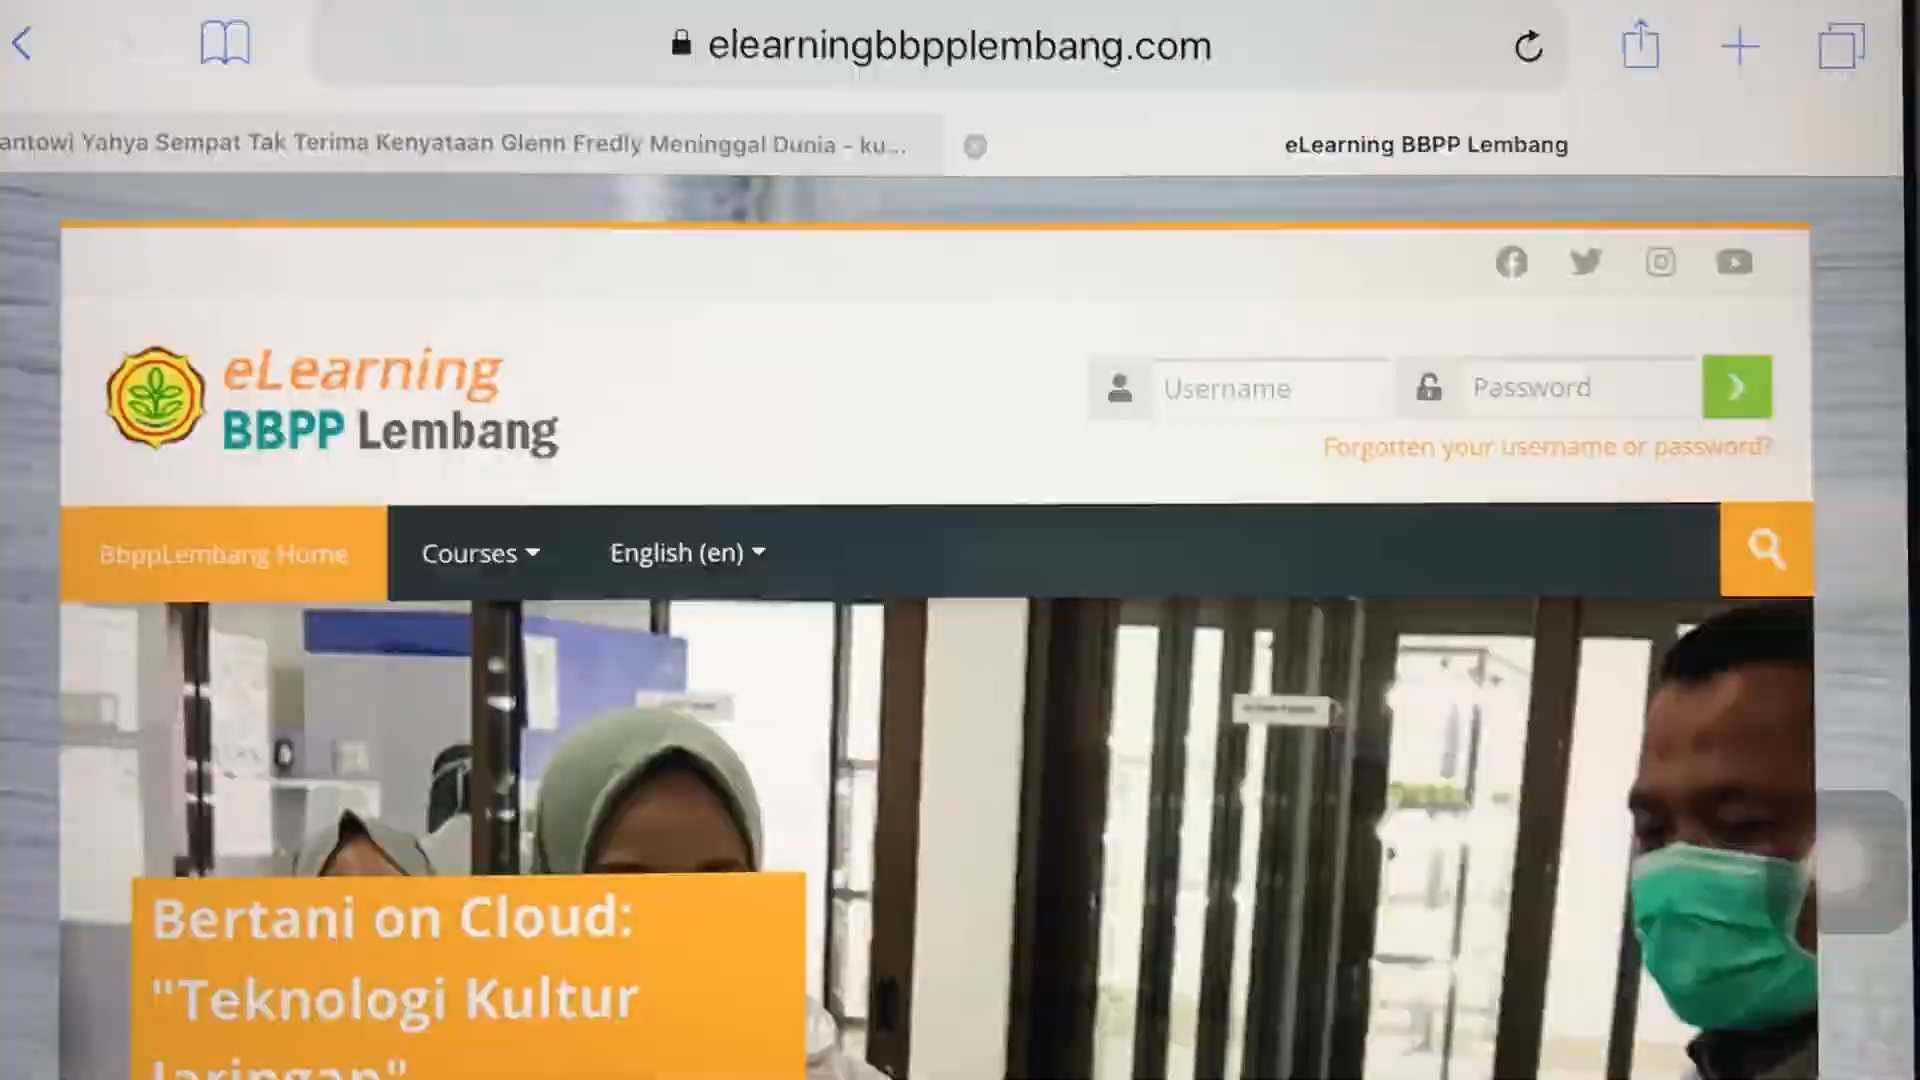 elearningbbpplembang.com
antowi Yahya Sempat Tak Terima Kenyataan Glenn Fredly Meninggal Dunia - ku...
eLearning BBPP Lembang
eLearning
BBPP Lembang
Username
Password
Forgotten your username or password?
BbppLembang Home
Courses
English (en)
Bertani on Cloud:
"Teknologi Kultur
Jaringan"